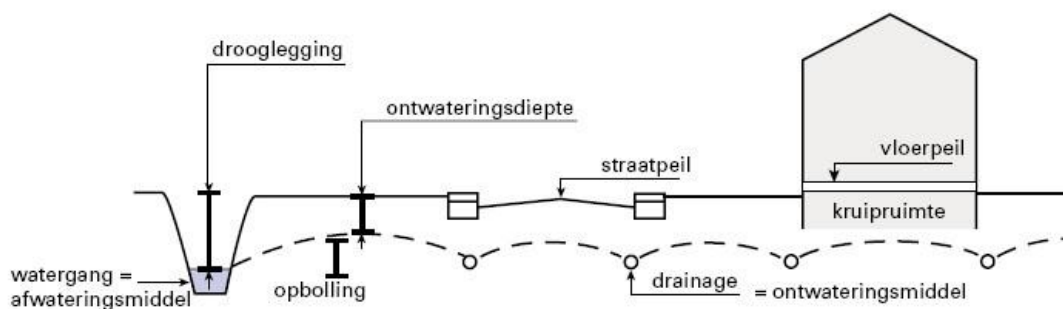 drooglegging
ontwateringsdiepte
straatpeil
vloerpeil
kruipruimte
watergang =
afwateringsmiddel
opbolling
drainage = ontwateringsmiddel